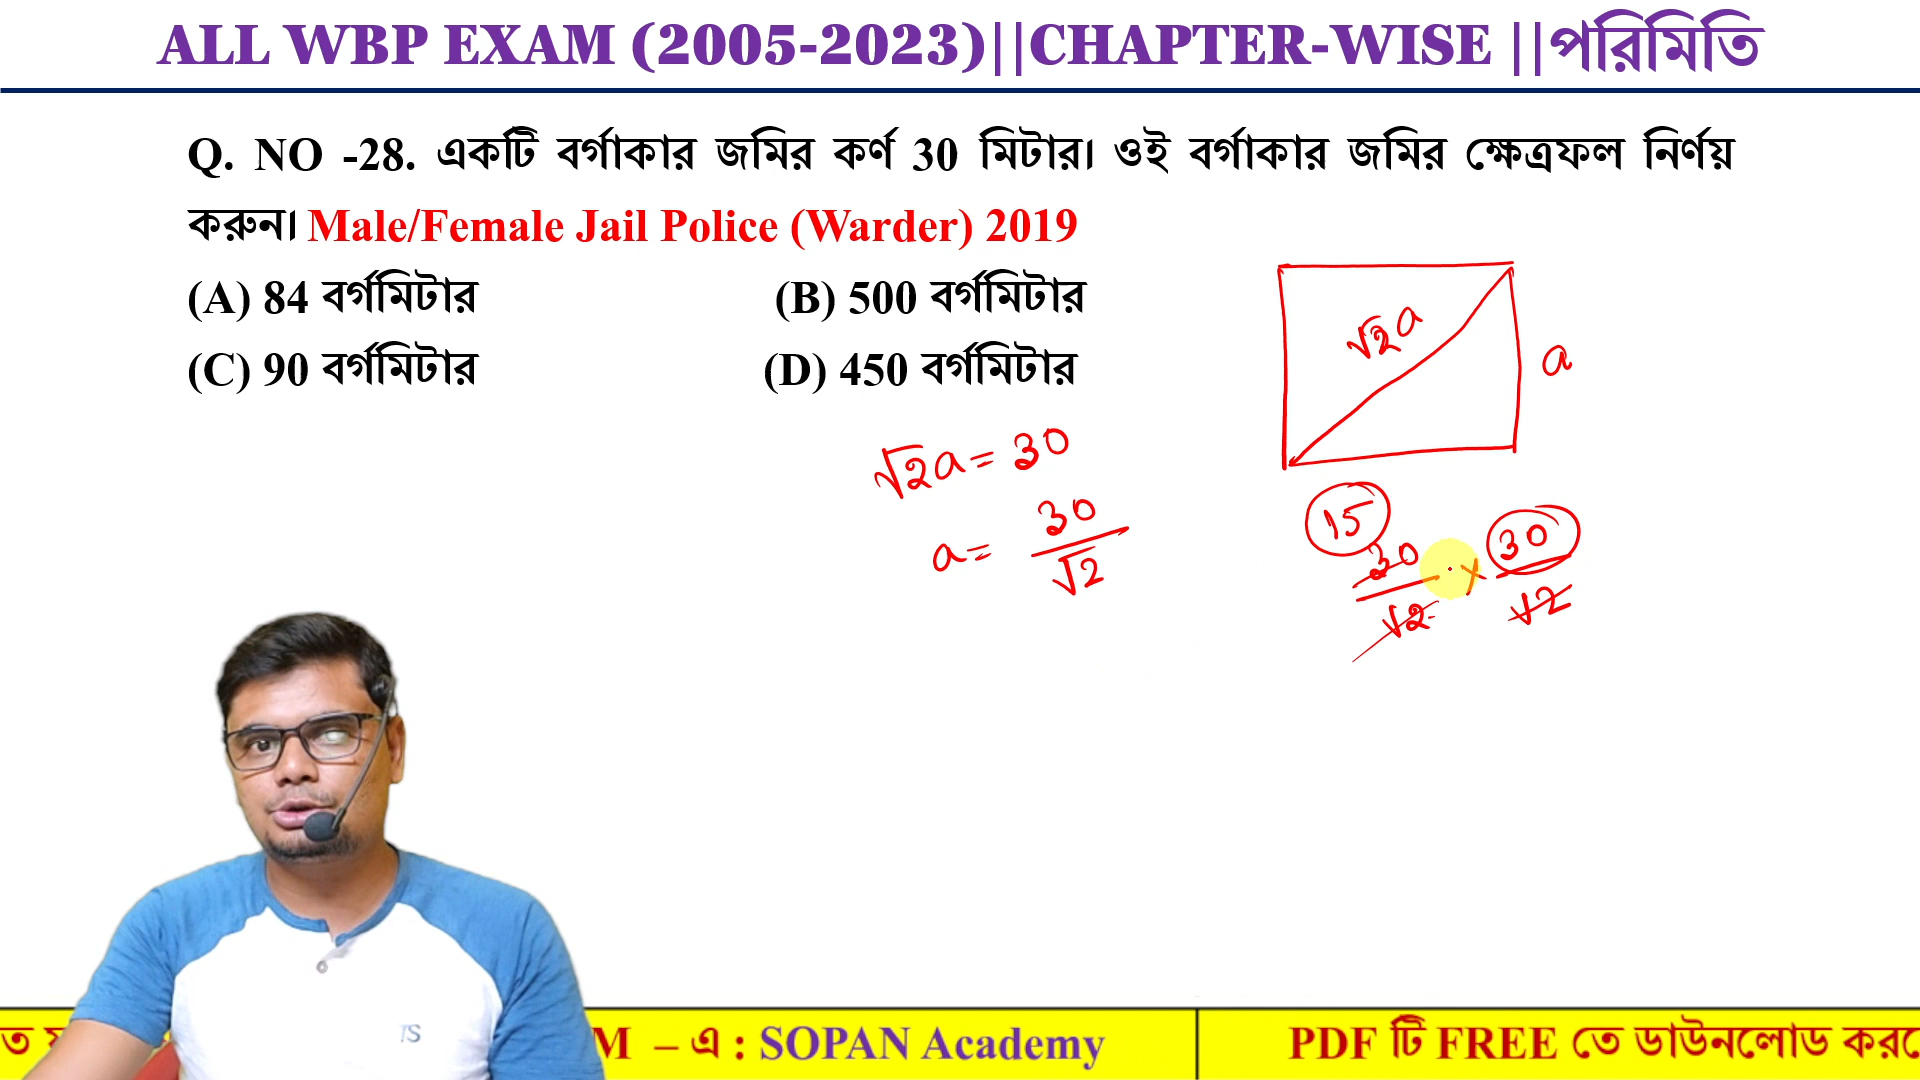 ALL WBP EXAM (2005-2023)||CHAPTER-WISE ||পরিমিতি
Q. NO -28. একটি বর্গাকার জমির কর্ণ 30 মিটার। ওই বর্গাকার জমির ক্ষেত্রফল নির্ণয়
করুন। Male/Female Jail Police (Warder) 2019
(A) 84 বর্গমিটার (B) 500 বর্গমিটার
(C) 90 বর্গমিটার (D) 450 বর্গমিটার
√2a
a
√2a = 30
a = 30/√2
15
30/√2 × 30/√2
TS
– এ : SOPAN Academy
PDF টি FREE তে ডাউনলোড